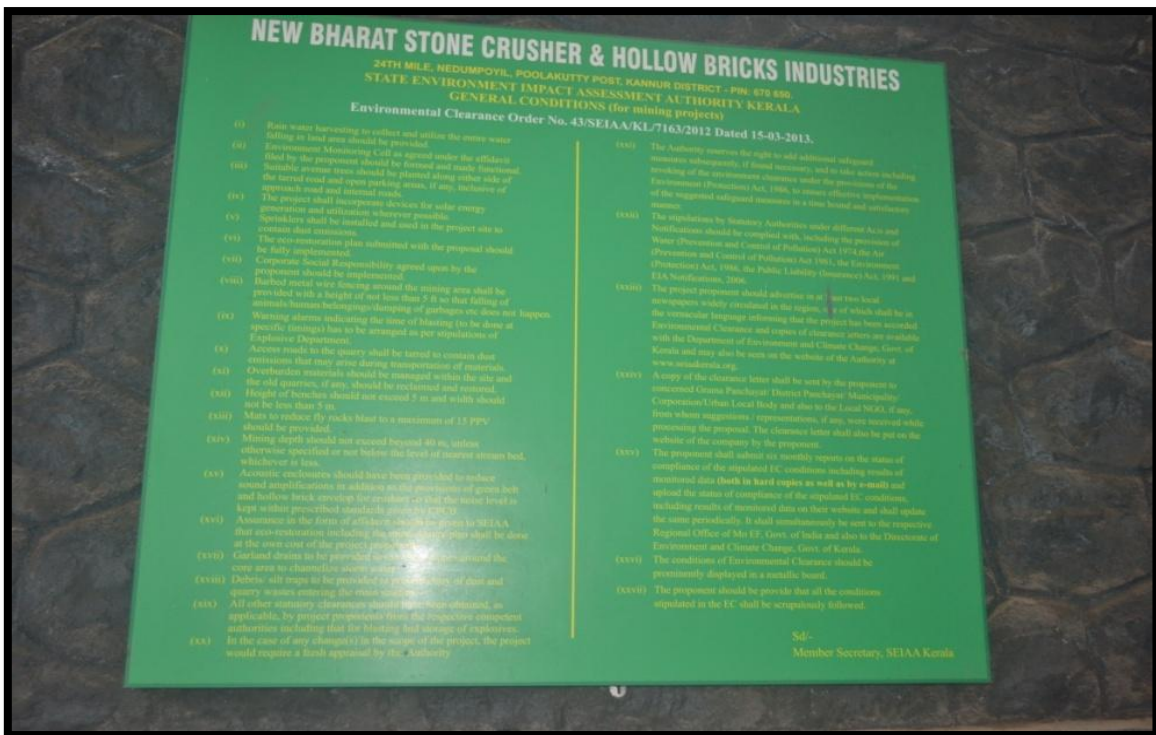 NEW BHARAT STONE CRUSHER & HOLLOW BRICKS INDUSTRIES
24TH MILE, NEDUMPOYIL, POOLAKUTTY POST, KANNUR DISTRICT - PIN: 670 650.
STATE ENVIRONMENT IMPACT ASSESSMENT AUTHORITY KERALA
GENERAL CONDITIONS (for mining projects)
Environmental Clearance Order No. 43/SEIAA/KL/7163/2012 Dated 15-03-2013.
(i) Rain water harvesting to collect and utilize the entire water
falling in land area should be provided.
(ii) Environment Monitoring Cell as agreed under the affidavit
filed by the proponent should be formed and made functional.
(iii) Suitable avenue trees should be planted along either side of
the tarred road and open parking areas, if any, inclusive of
approach road and internal roads.
(iv) The project shall incorporate devices for solar energy
generation and utilization wherever possible.
(v) Sprinklers shall be installed and used in the project site to
contain dust emissions.
(vi) The eco-restoration plan submitted with the proposal should
be fully implemented.
(vii) Corporate Social Responsibility agreed upon by the
proponent should be implemented.
(viii) Barbed metal wire fencing around the mining area shall be
provided with a height of not less than 5 ft so that falling of
animals/human belongings/dumping of garbages etc does not happen.
(ix) Warning alarms indicating the time of blasting (to be done at
specific timings) has to be arranged as per stipulations of
Explosive Department.
(x) Access roads to the quarry shall be tarred to contain dust
emissions that may arise during transportation of materials.
(xi) Overburden materials should be managed within the site and
the old quarries, if any, should be reclaimed and restored.
(xii) Height of benches should not exceed 5 m and width should
not be less than 5 m.
(xiii) Mats to reduce fly rocks blast to a maximum of 15 PPV
should be provided.
(xiv) Mining depth should not exceed beyond 40 m, unless
otherwise specified or not below the level of nearest stream bed,
whichever is less.
(xv) Acoustic enclosures should have been provided to reduce
sound amplifications in addition to the provisions of green belt
and hollow brick envelop for crushers so that the noise level is
kept within prescribed standards given by CPCB
(xvi) Assurance in the form of affidavit should be given to SEIAA
that eco-restoration including the plan shall be done
at the own cost of the project
(xvii) Garland drains to be provided around the
core area to channelize storm water
(xviii) Debris/ silt traps to be provided of dust and
quarry wastes entering the
(xix) All other statutory clearances should have been obtained, as
applicable, by project proponents from the respective competent
authorities including that for blasting and storage of explosives.
(xx) In the case of any change(s) in the scope of the project, the project
would require a fresh appraisal by the Authority
(xxi) The Authority reserves the right to add additional safeguard
measures subsequently, if found necessary, and to take action including
revoking of the environment clearance under the provisions of the
Environment (Protection) Act, 1986, to ensure effective implementation
of the suggested safeguard measures in a time bound and satisfactory
manner.
(xxii) The stipulations by Statutory Authorities under different Acts and
Notifications should be complied with, including the provision of
Water (Prevention and Control of Pollution) Act 1974,the Air
(Prevention and Control of Pollution) Act 1981, the Environment
(Protection) Act, 1986, the Public Liability (Insurance) Act, 1991 and
EIA Notifications, 2006.
(xxiii) The project proponent should advertise in at least two local
newspapers widely circulated in the region, of which shall be in
the vernacular language informing that the project has been accorded
Environmental Clearance and copies of clearance letters are available
with the Department of Environment and Climate Change, Govt. of
Kerala and may also be seen on the website of the Authority at
www.seiaakerala.org.
(xxiv) A copy of the clearance letter shall be sent by the proponent to
concerned Grama Panchayat/ District Panchayat/ Municipality/
Corporation/Urban Local Body and also to the Local NGO, if any,
from whom suggestions / representations, if any, were received while
processing the proposal. The clearance letter shall also be put on the
website of the company by the proponent.
(xxv) The proponent shall submit six monthly reports on the status of
compliance of the stipulated EC conditions including results of
monitored data (both in hard copies as well as by e-mail) and
upload the status of compliance of the stipulated EC conditions,
including results of monitored data on their website and shall update
the same periodically. It shall simultaneously be sent to the respective
Regional Office of Mo EF, Govt. of India and also to the Directorate of
Environment and Climate Change, Govt. of Kerala.
(xxvi) The conditions of Environmental Clearance should be
prominently displayed in a metallic board.
(xxvii) The proponent should be provide that all the conditions
stipulated in the EC shall be scrupulously followed.
Sd/-
Member Secretary, SEIAA Kerala